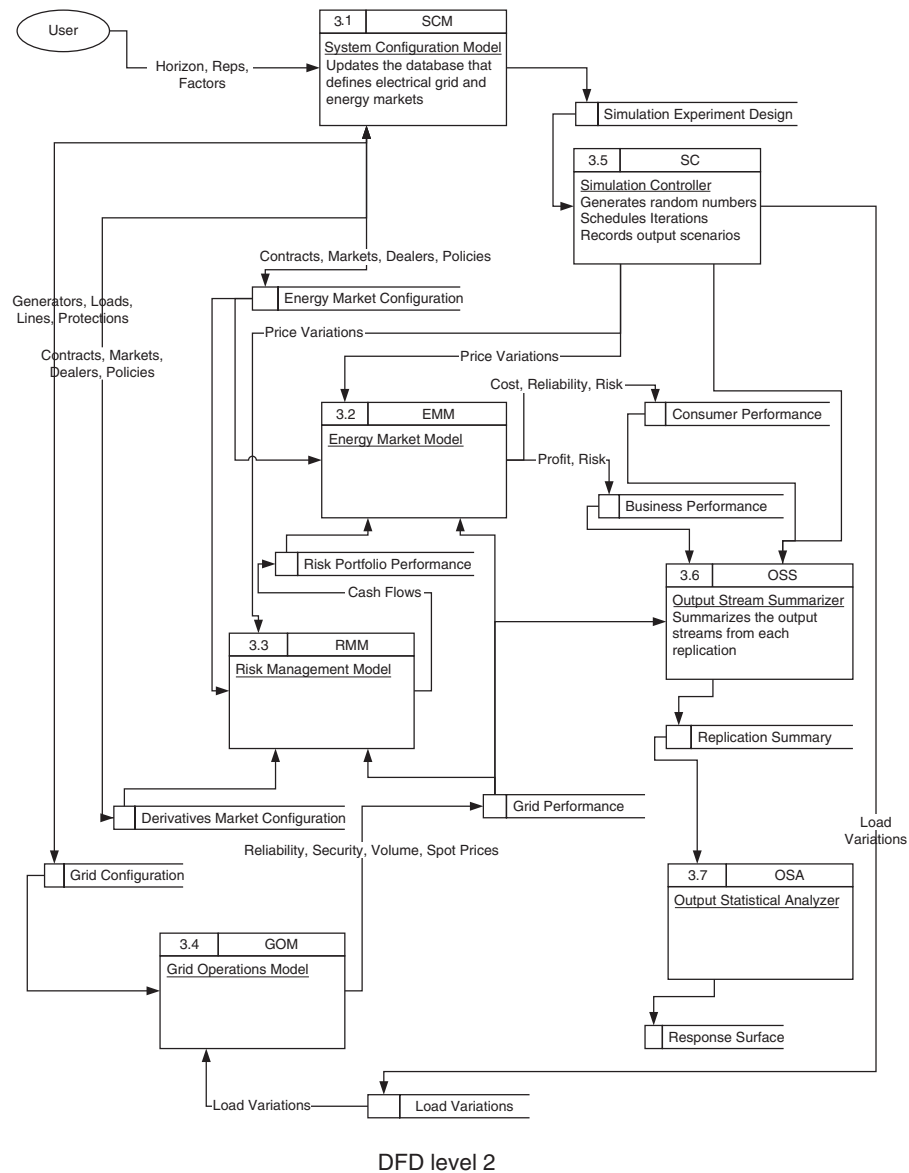 User
3.1 SCM
System Configuration Model
Updates the database that
defines electrical grid and
energy markets
Horizon, Reps,
Factors
Simulation Experiment Design
3.5 SC
Simulation Controller
Generates random numbers
Schedules Iterations
Records output scenarios
Contracts, Markets, Dealers, Policies
Energy Market Configuration
Generators, Loads,
Lines, Protections
Price Variations
Contracts, Markets,
Dealers, Policies
Price Variations
Cost, Reliability, Risk
3.2 EMM
Energy Market Model
Consumer Performance
Profit, Risk
Business Performance
Risk Portfolio Performance
Cash Flows
3.6 OSS
Output Stream Summarizer
Summarizes the output
streams from each
replication
3.3 RMM
Risk Management Model
Replication Summary
Grid Performance
Derivatives Market Configuration
Load
Variations
Reliability, Security, Volume, Spot Prices
Grid Configuration
3.7 OSA
Output Statistical Analyzer
3.4 GOM
Grid Operations Model
Response Surface
Load Variations
Load Variations
DFD level 2